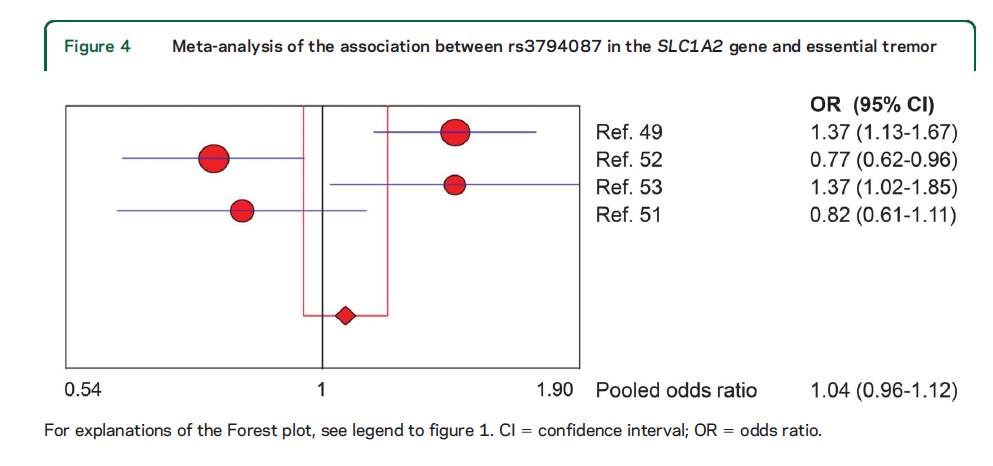 Figure 4 Meta-analysis of the association between rs3794087 in the SLC1A2 gene and essential tremor
OR (95% CI)
Ref. 49 1.37 (1.13-1.67)
Ref. 52 0.77 (0.62-0.96)
Ref. 53 1.37 (1.02-1.85)
Ref. 51 0.82 (0.61-1.11)
0.54 1 1.90 Pooled odds ratio 1.04 (0.96-1.12)
For explanations of the Forest plot, see legend to figure 1. CI = confidence interval; OR = odds ratio.